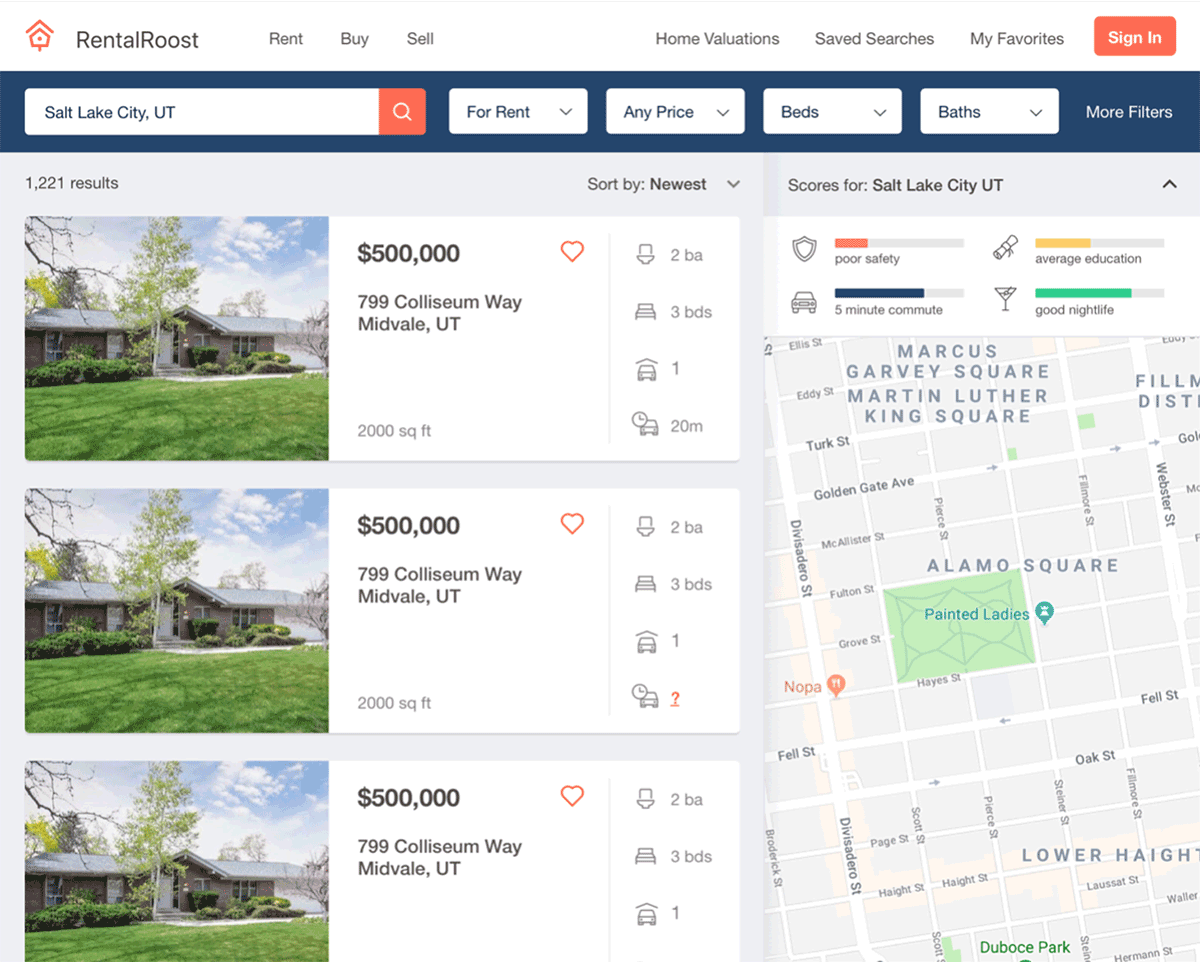 RentalRoost
Rent
Buy
Sell
Home Valuations
Saved Searches
My Favorites
Sign In
Salt Lake City, UT
For Rent
Any Price
Beds
Baths
More Filters
1,221 results
Sort by: Newest
$500,000
799 Colliseum Way
Midvale, UT
2000 sq ft
2 ba
3 bds
1
20m
$500,000
799 Colliseum Way
Midvale, UT
2000 sq ft
2 ba
3 bds
1
?
$500,000
799 Colliseum Way
Midvale, UT
2 ba
3 bds
1
Scores for: Salt Lake City UT
poor safety
average education
5 minute commute
good nightlife
St
Ellis St
Eddy St
MARCUS
GARVEY SQUARE
MARTIN LUTHER
KING SQUARE
Eddy St
FILLM
DISTI
Turk St
Gol
Golden Gate Ave
Pierce St
Fillmore St
Webster St
Mc
McAllister St
Divisadero St
ALAMO SQUARE
Fulton St
Painted Ladies
Grove St
Nopa
Hayes St
Fell St
Fell St
Oak St
Scott St
Pierce St
Steiner St
Fillmore St
Broderick St
Divisadero St
Page St
LOWER HAIGHT
Haight St
Haight St
Laussat St
Waller
Scott St
Duboce Park
Steiner
Hermann St